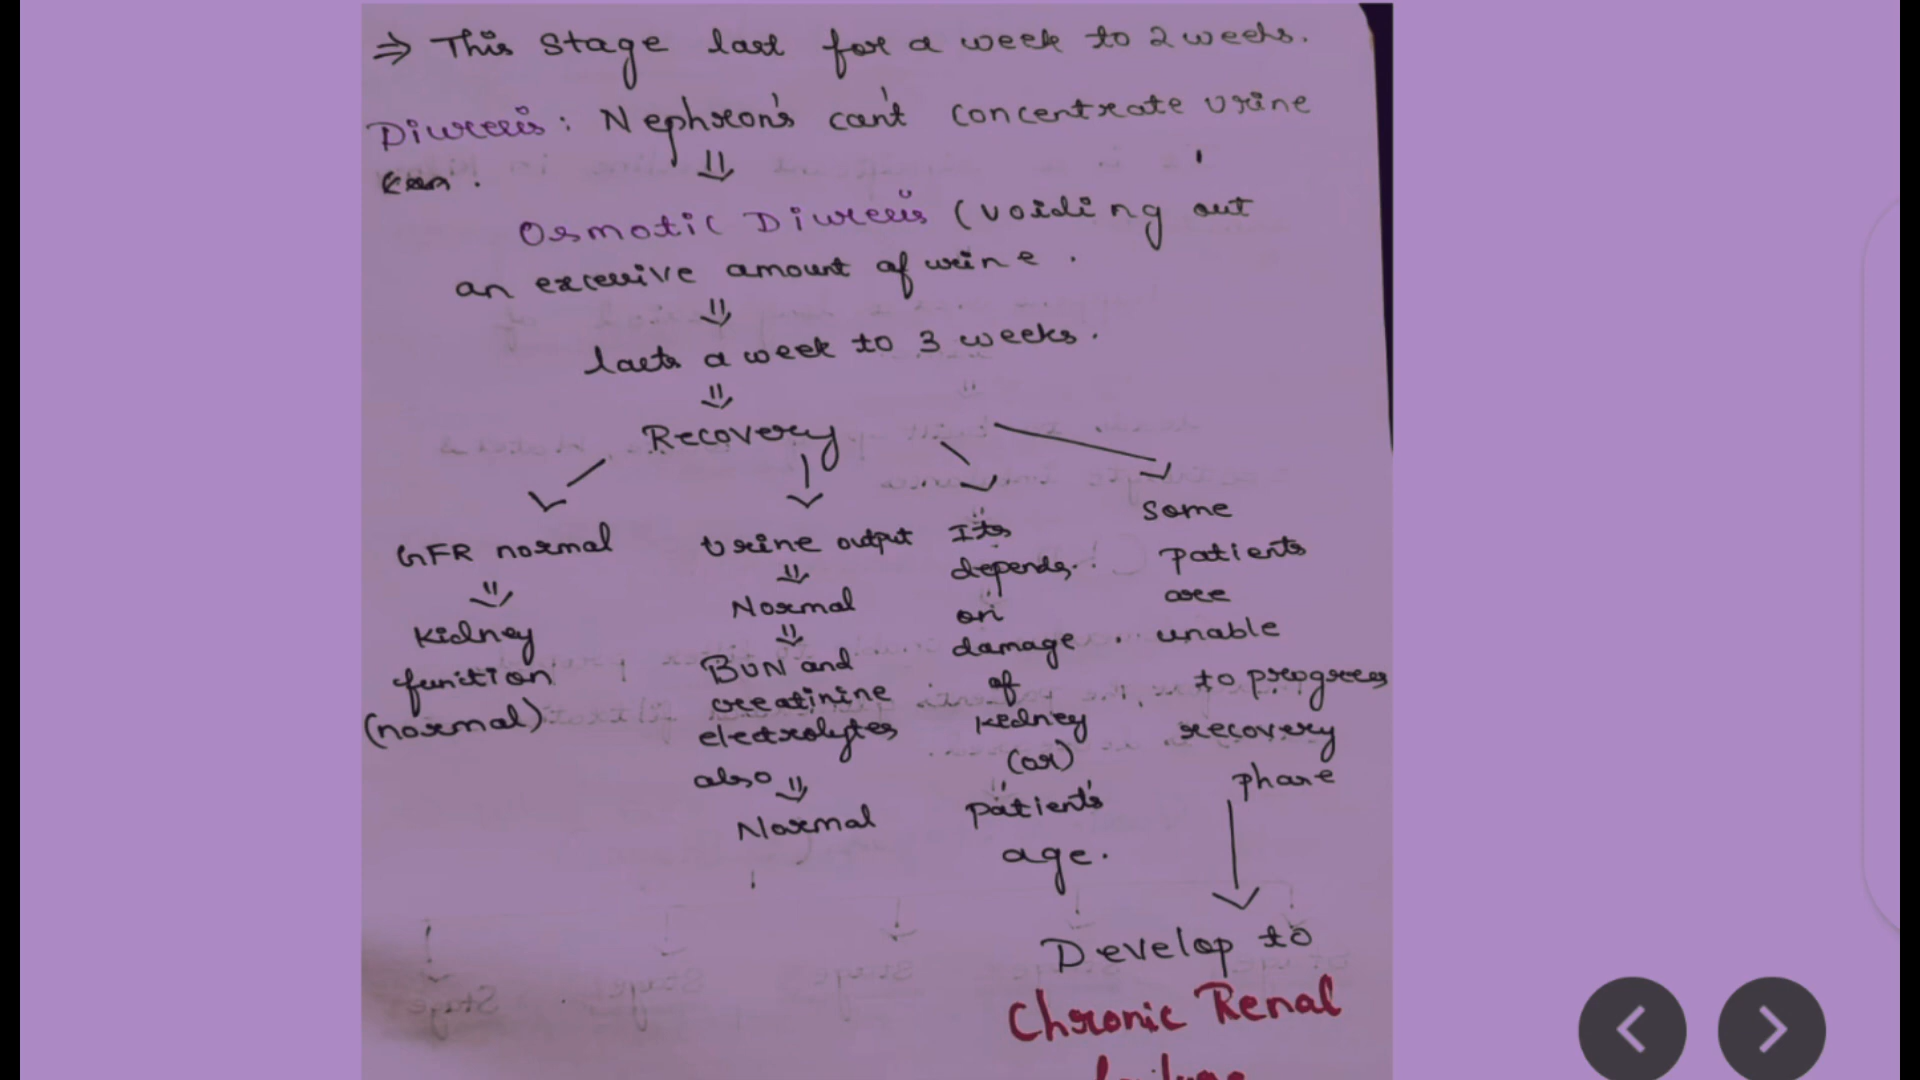 ⇒ This stage last for a week to 2 weeks.
Diuresis: Nephron's can't concentrate urine
Osmotic Diuresis (voiding out
an excessive amount of urine.
lasts a week to 3 weeks.
Recovery
GFR normal
Kidney
function
(normal)
Urine output
Normal
BUN and
creatinine
electrolytes
also
Normal
Its
depends
on
damage
of
kidney
(or)
patient's
age.
Some
patients
are
unable
to progress
recovery
phase
Develop to
Chronic Renal
failure